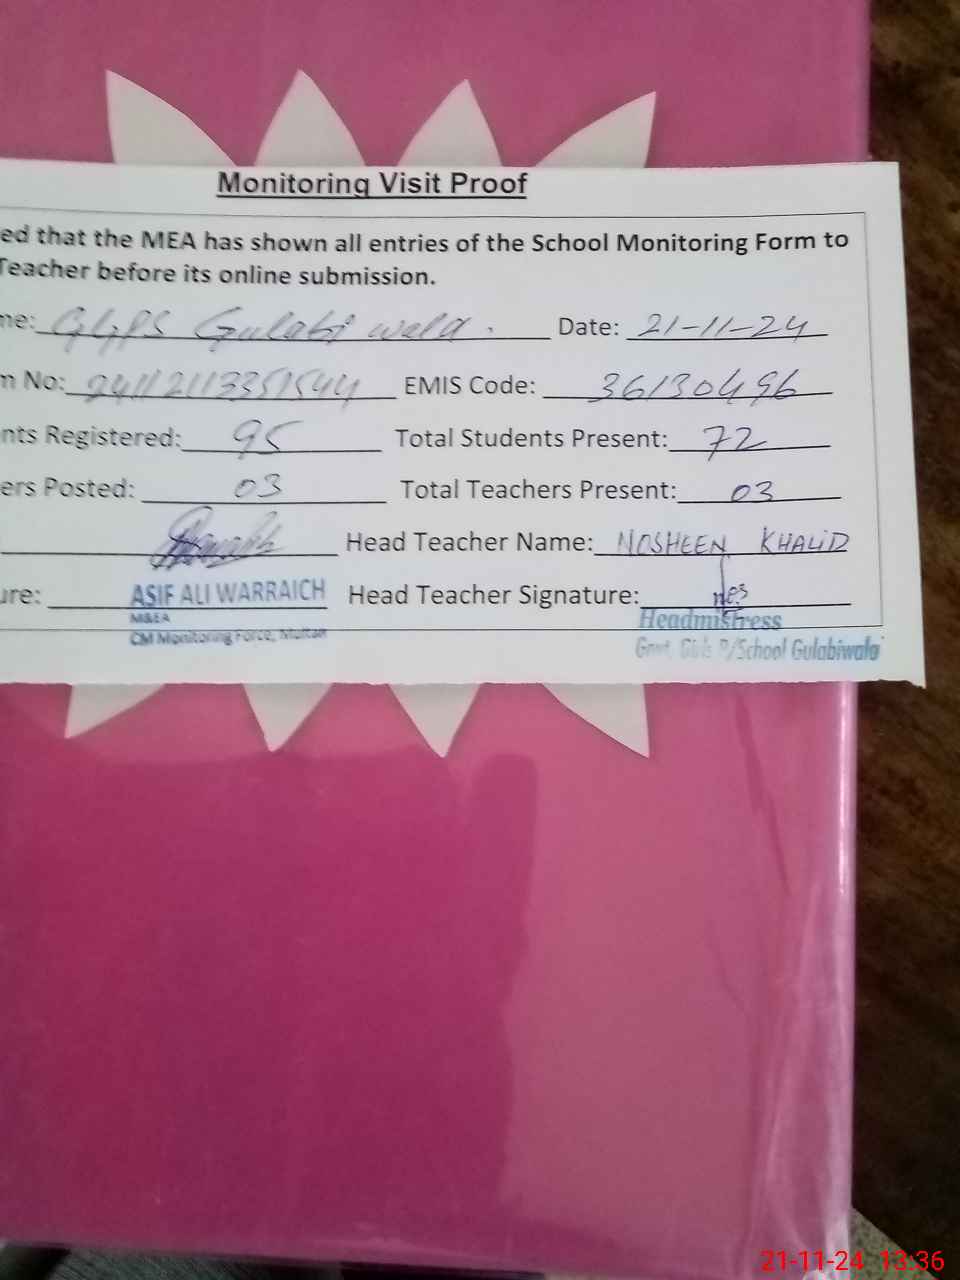 Monitoring Visit Proof
ed that the MEA has shown all entries of the School Monitoring Form to
Teacher before its online submission.
me: GGPS Gulabi wala. Date: 21-11-24
m No: 24112113351544 EMIS Code: 36130496
nts Registered: 95 Total Students Present: 72
ers Posted: 03 Total Teachers Present: 03
Head Teacher Name: NOSHEEN KHALID
ure: ASIF ALI WARRAICH Head Teacher Signature:
M&EA Headmistress
CM Monitoring Force, Multan Govt. Girls P/School Gulabiwala
21-11-24 13:36